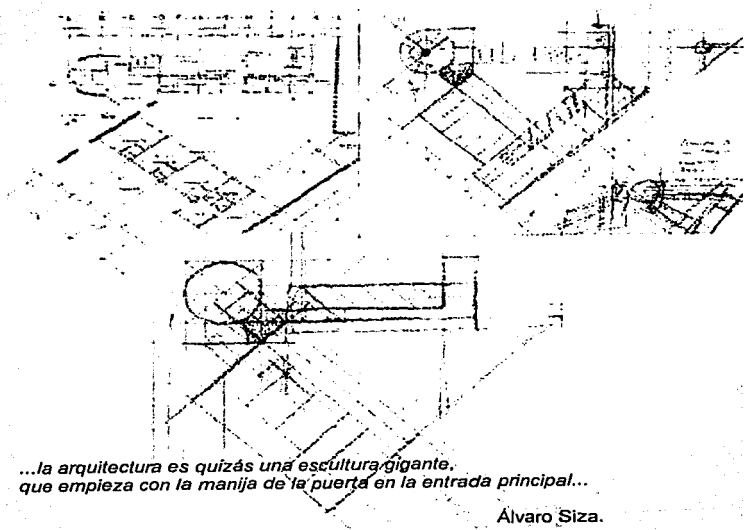 ...la arquitectura es quizás una escultura gigante,
que empieza con la manija de la puerta en la entrada principal...
Álvaro Siza.